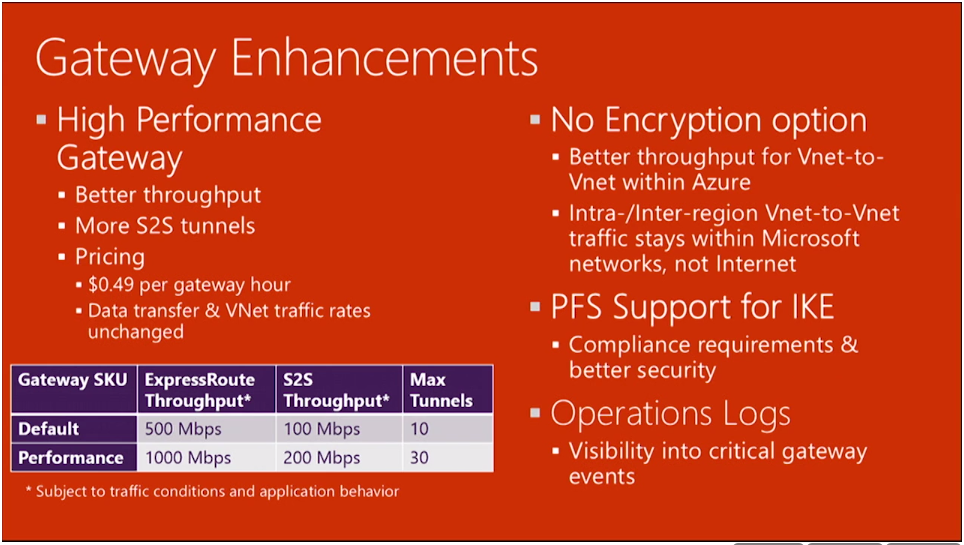 Gateway Enhancements
High Performance
Gateway
Better throughput
More S2S tunnels
Pricing
$0.49 per gateway hour
Data transfer & VNet traffic rates
unchanged
Gateway SKU ExpressRoute Throughput* S2S Throughput* Max Tunnels
Default 500 Mbps 100 Mbps 10
Performance 1000 Mbps 200 Mbps 30
* Subject to traffic conditions and application behavior
No Encryption option
Better throughput for Vnet-to-
Vnet within Azure
Intra-/Inter-region Vnet-to-Vnet
traffic stays within Microsoft
networks, not Internet
PFS Support for IKE
Compliance requirements &
better security
Operations Logs
Visibility into critical gateway
events